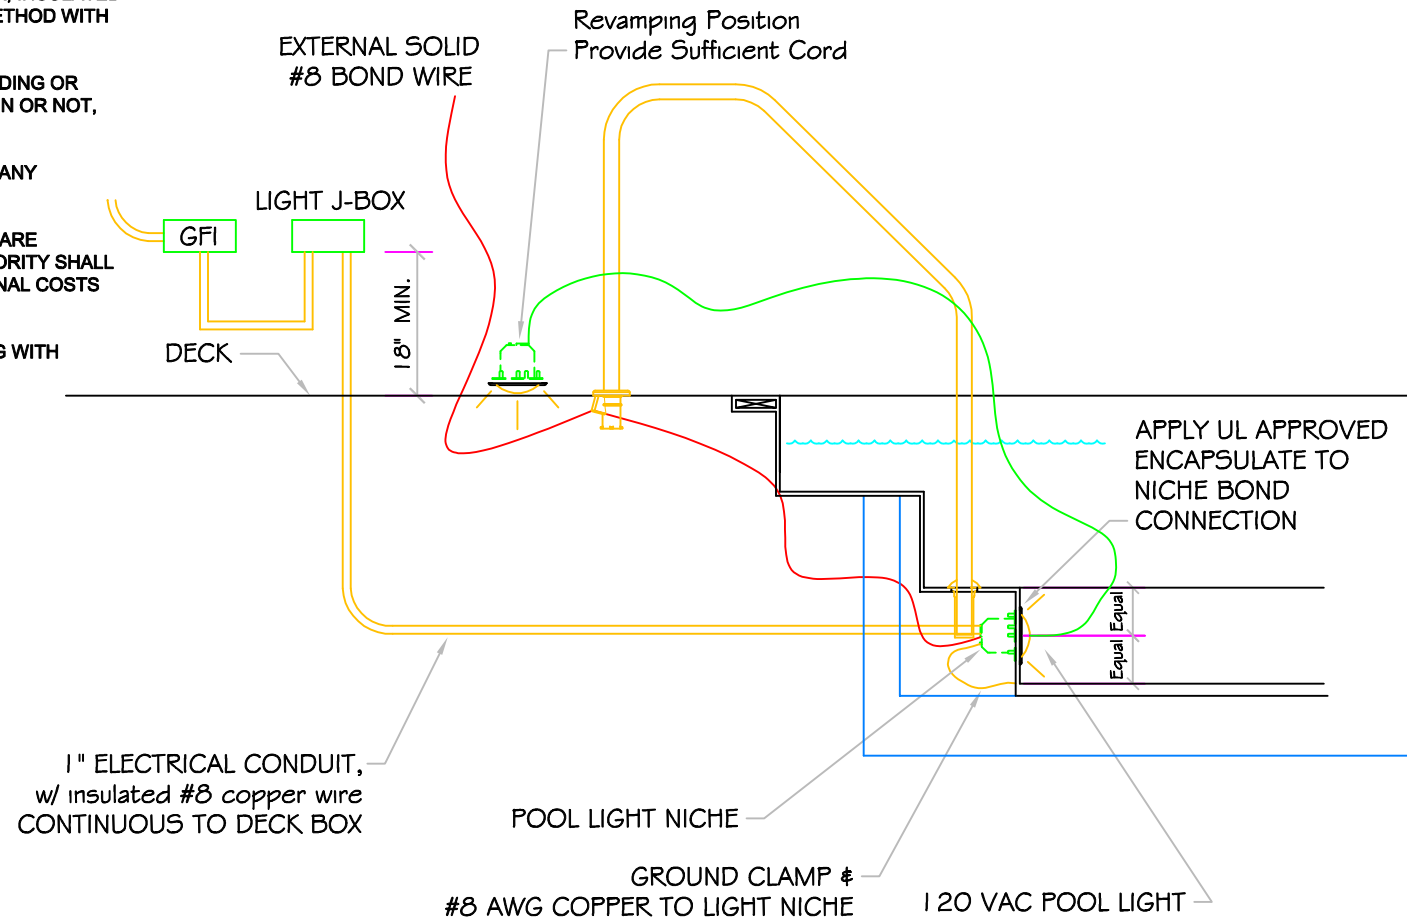 ETHOD WITH
DING OR
N OR NOT,
ANY
ARE
ORITY SHALL
NAL COSTS
G WITH
EXTERNAL SOLID
#8 BOND WIRE
Revamping Position
Provide Sufficient Cord
LIGHT J-BOX
GFI
18" MIN.
DECK
APPLY UL APPROVED
ENCAPSULATE TO
NICHE BOND
CONNECTION
Equal
Equal
1" ELECTRICAL CONDUIT,
w/ insulated #8 copper wire
CONTINUOUS TO DECK BOX
POOL LIGHT NICHE
GROUND CLAMP &
#8 AWG COPPER TO LIGHT NICHE
120 VAC POOL LIGHT